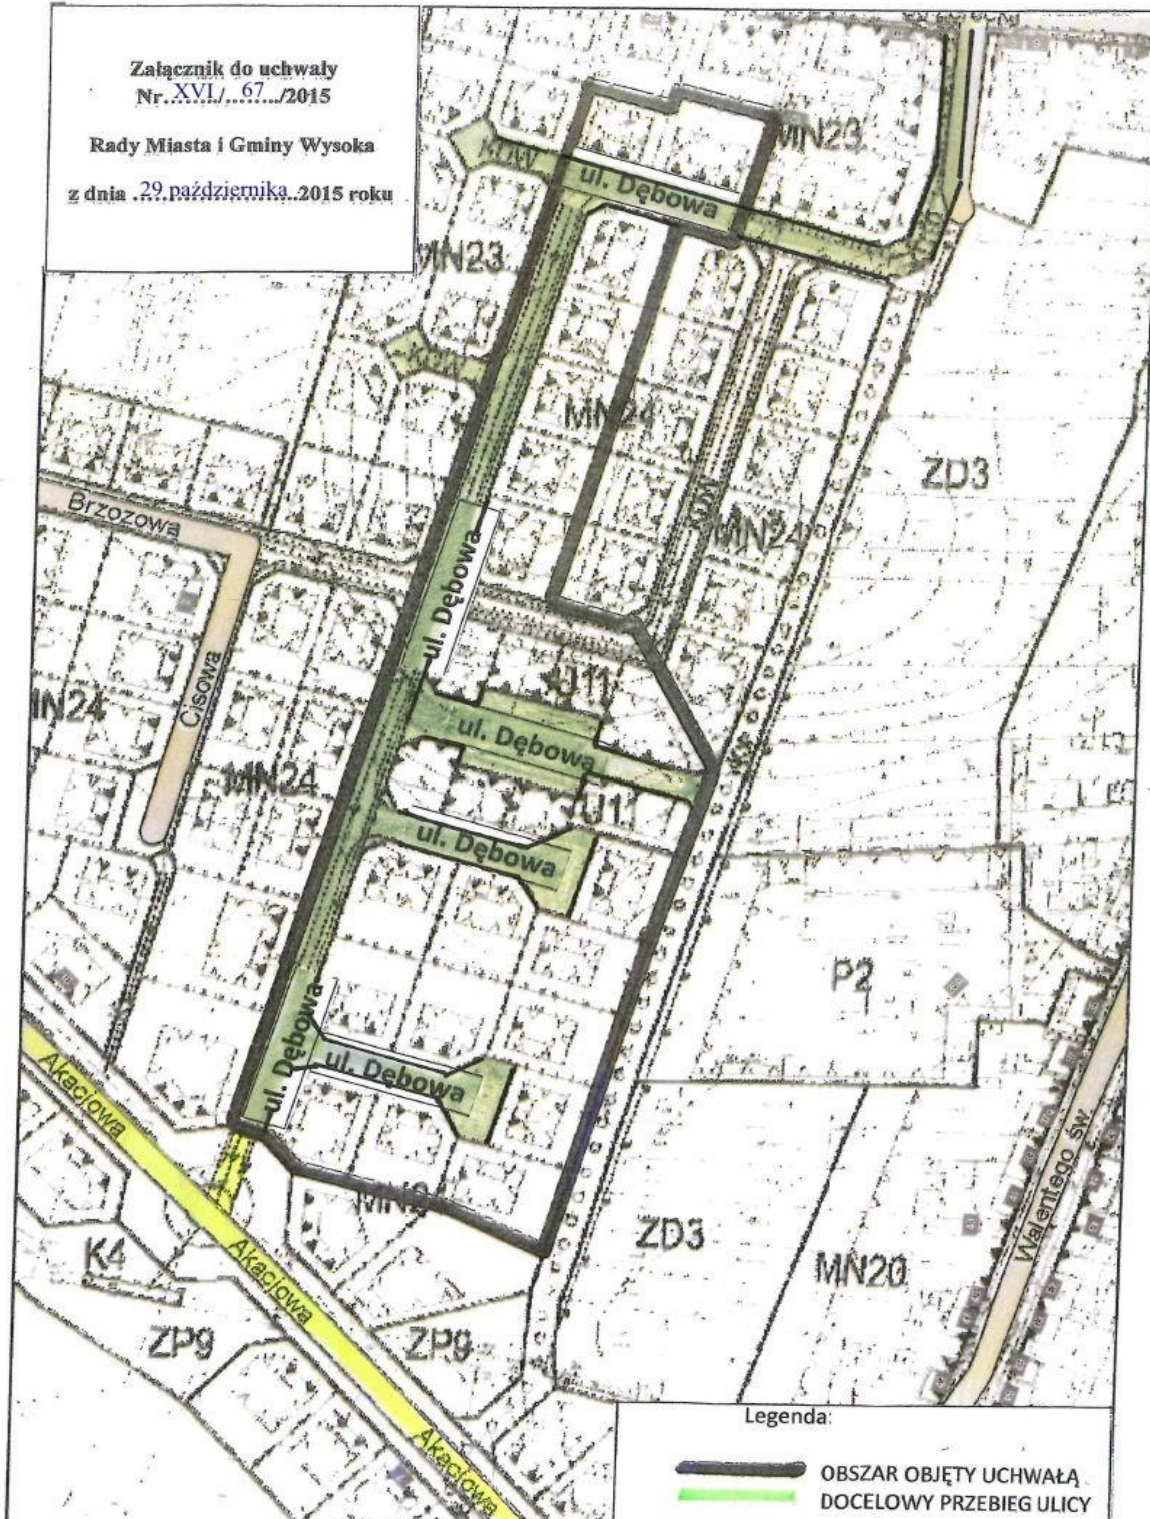 Załącznik do uchwały
Nr. XVI / 67 /2015
Rady Miasta i Gminy Wysoka
z dnia 29 października 2015 roku
MN23
KDW
ul. Dębowa
MN23
KDW
MN24
ZD3
KDW
MN24
Brzozowa
ul. Dębowa
Cisowa
U11
MN24
ul. Dębowa
MN24
U11
ul. Dębowa
P2
ul. Dębowa
ul. Dębowa
Akacjowa
Walentego św.
ZD3
K4
MN20
Akacjowa
ZP9
ZP9
Akacjowa
Legenda:
OBSZAR OBJĘTY UCHWAŁĄ
DOCELOWY PRZEBIEG ULICY